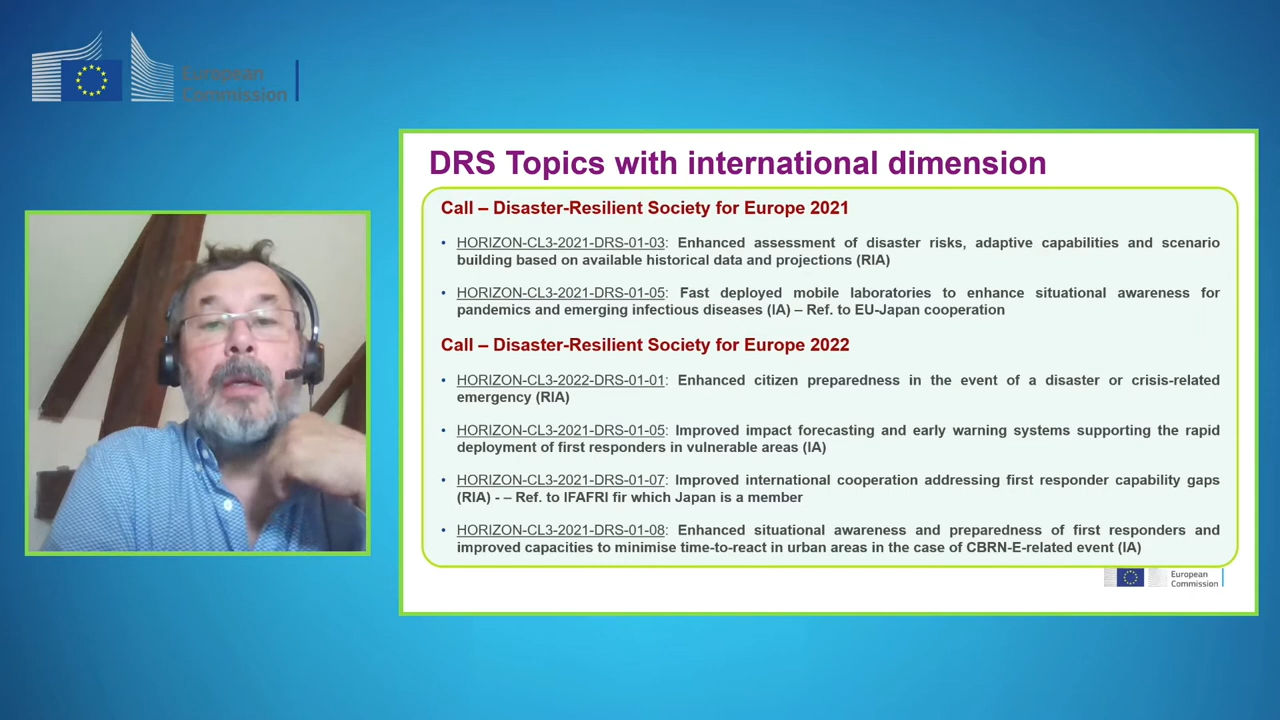 European
Commission
DRS Topics with international dimension
Call – Disaster-Resilient Society for Europe 2021
• HORIZON-CL3-2021-DRS-01-03: Enhanced assessment of disaster risks, adaptive capabilities and scenario
building based on available historical data and projections (RIA)
• HORIZON-CL3-2021-DRS-01-05: Fast deployed mobile laboratories to enhance situational awareness for
pandemics and emerging infectious diseases (IA) – Ref. to EU-Japan cooperation
Call – Disaster-Resilient Society for Europe 2022
• HORIZON-CL3-2022-DRS-01-01: Enhanced citizen preparedness in the event of a disaster or crisis-related
emergency (RIA)
• HORIZON-CL3-2021-DRS-01-05: Improved impact forecasting and early warning systems supporting the rapid
deployment of first responders in vulnerable areas (IA)
• HORIZON-CL3-2021-DRS-01-07: Improved international cooperation addressing first responder capability gaps
(RIA) - – Ref. to IFAFRI fir which Japan is a member
• HORIZON-CL3-2021-DRS-01-08: Enhanced situational awareness and preparedness of first responders and
improved capacities to minimise time-to-react in urban areas in the case of CBRN-E-related event (IA)
European
Commission